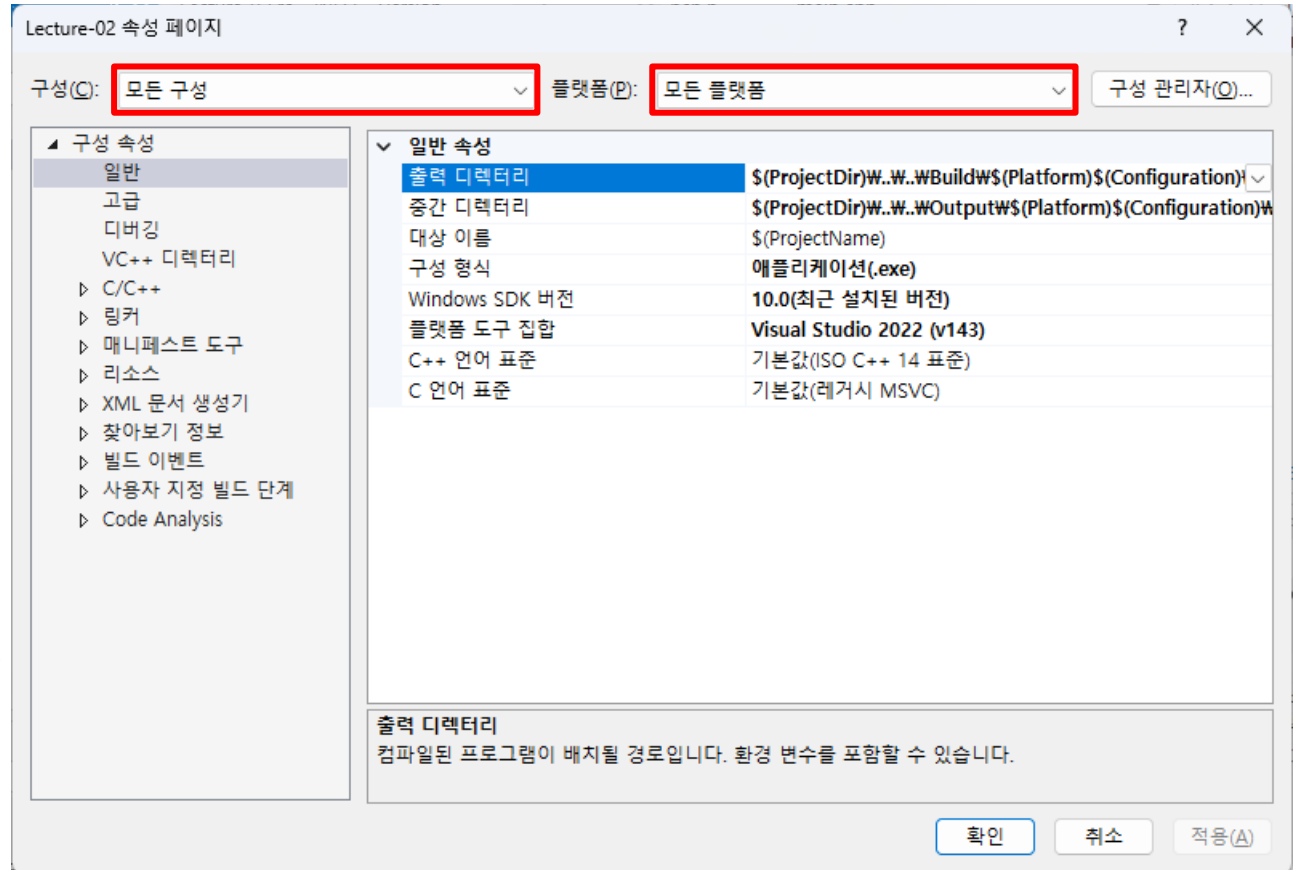 Lecture-02 속성 페이지
?
구성(C): 모든 구성 플랫폼(P): 모든 플랫폼 구성 관리자(O)...
구성 속성
일반
고급
디버깅
VC++ 디렉터리
C/C++
링커
매니페스트 도구
리소스
XML 문서 생성기
찾아보기 정보
빌드 이벤트
사용자 지정 빌드 단계
Code Analysis
일반 속성
출력 디렉터리 $(ProjectDir)₩..₩..₩Build₩$(Platform)$(Configuration)
중간 디렉터리 $(ProjectDir)₩..₩..₩Output₩$(Platform)$(Configuration)₩
대상 이름 $(ProjectName)
구성 형식 애플리케이션(.exe)
Windows SDK 버전 10.0(최근 설치된 버전)
플랫폼 도구 집합 Visual Studio 2022 (v143)
C++ 언어 표준 기본값(ISO C++ 14 표준)
C 언어 표준 기본값(레거시 MSVC)
출력 디렉터리
컴파일된 프로그램이 배치될 경로입니다. 환경 변수를 포함할 수 있습니다.
확인 취소 적용(A)